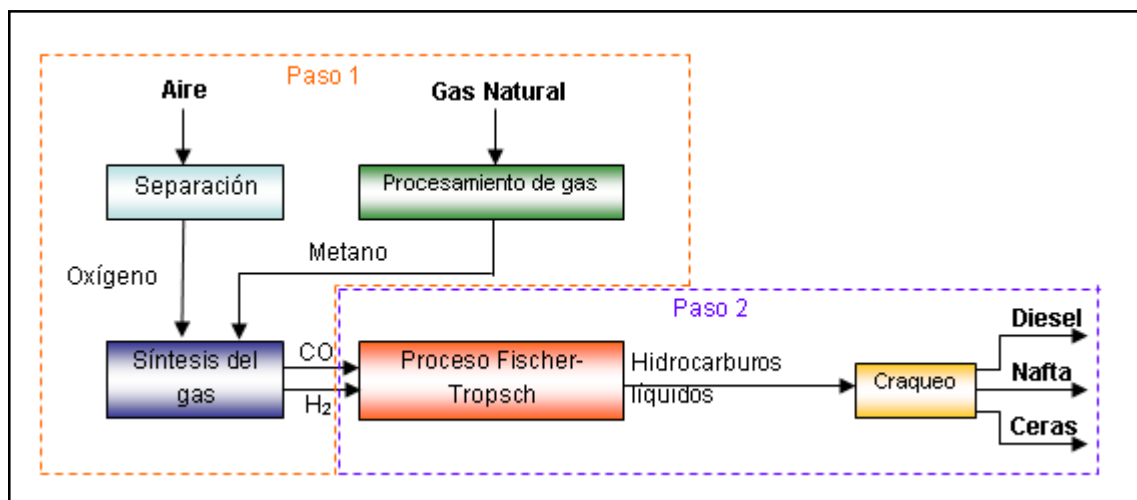 Paso 1
Aire
Gas Natural
Separación
Procesamiento de gas
Metano
Oxígeno
Paso 2
Síntesis del
gas
CO
H₂
Proceso Fischer-
Tropsch
Hidrocarburos
líquidos
Craqueo
Diesel
Nafta
Ceras